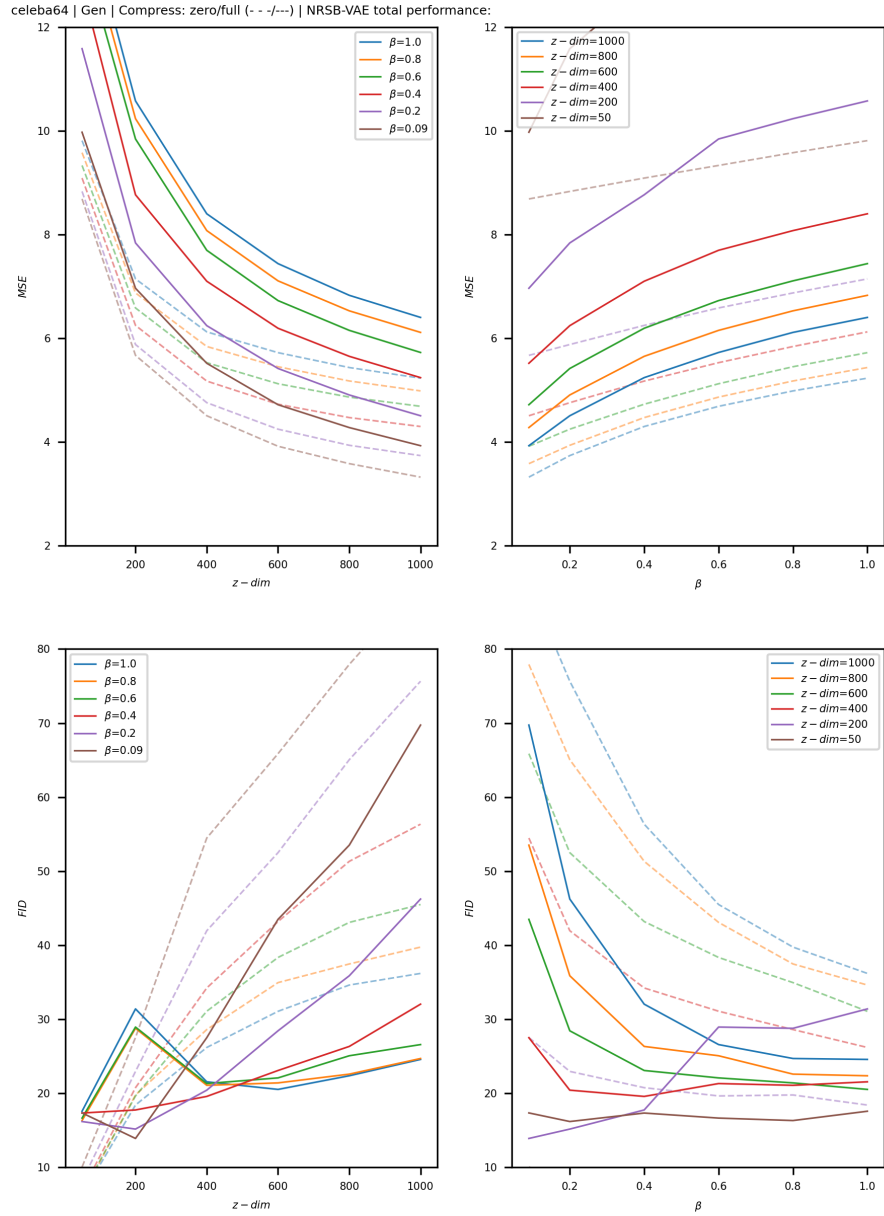 celeba64 | Gen | Compress: zero/full (- - -/---) | NRSB-VAE total performance:
12
10
8
6
4
2
MSE
200
400
600
800
1000
z − dim
β=1.0
β=0.8
β=0.6
β=0.4
β=0.2
β=0.09
12
10
8
6
4
2
MSE
0.2
0.4
0.6
0.8
1.0
β
z − dim=1000
z − dim=800
z − dim=600
z − dim=400
z − dim=200
z − dim=50
80
70
60
50
40
30
20
10
FID
200
400
600
800
1000
z − dim
β=1.0
β=0.8
β=0.6
β=0.4
β=0.2
β=0.09
80
70
60
50
40
30
20
10
FID
0.2
0.4
0.6
0.8
1.0
β
z − dim=1000
z − dim=800
z − dim=600
z − dim=400
z − dim=200
z − dim=50